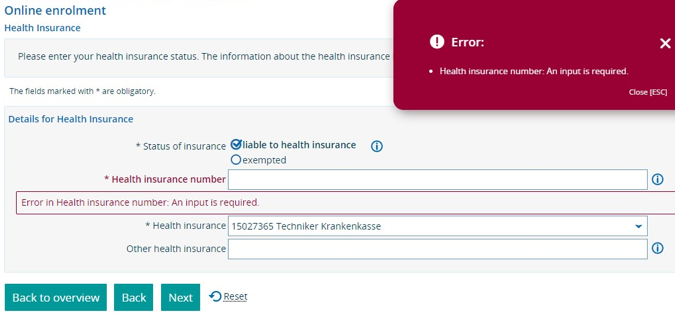 Online enrolment
Health Insurance
Error:
Health insurance number: An input is required.
Close [ESC]
Please enter your health insurance status. The information about the health insurance
The fields marked with * are obligatory.
Details for Health Insurance
* Status of insurance liable to health insurance
exempted
* Health insurance number
Error in Health insurance number: An input is required.
* Health insurance 15027365 Techniker Krankenkasse
Other health insurance
Back to overview Back Next Reset